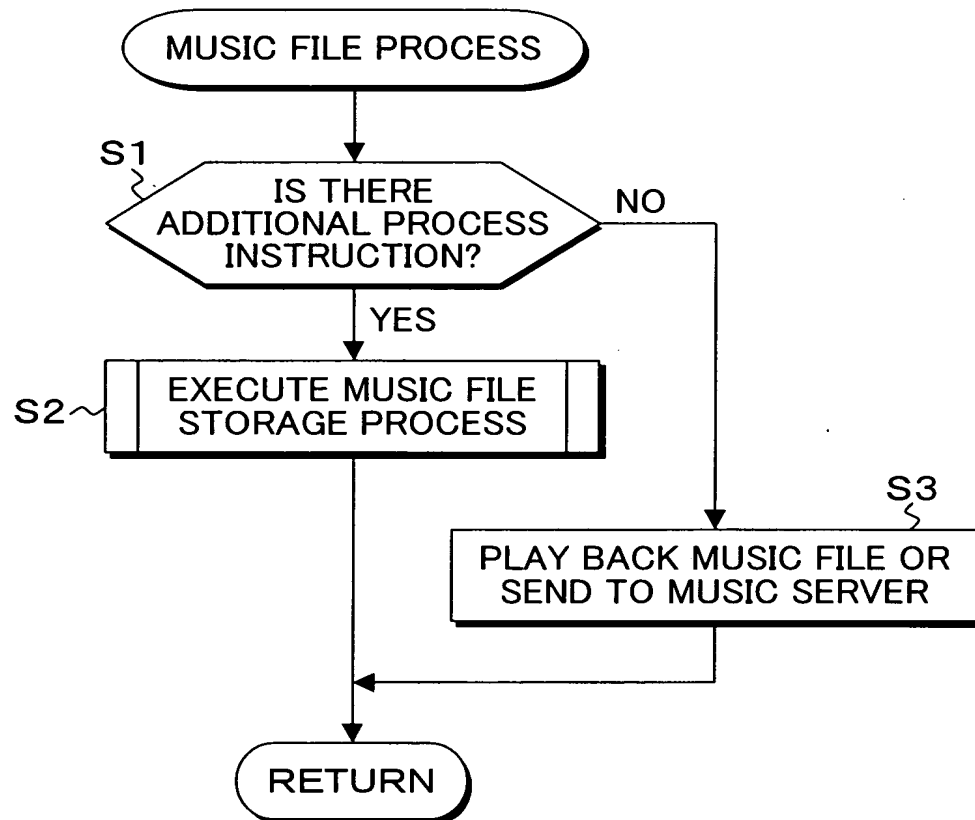 MUSIC FILE PROCESS
S1
IS THERE
ADDITIONAL PROCESS
INSTRUCTION?
NO
YES
S2
EXECUTE MUSIC FILE
STORAGE PROCESS
S3
PLAY BACK MUSIC FILE OR
SEND TO MUSIC SERVER
RETURN